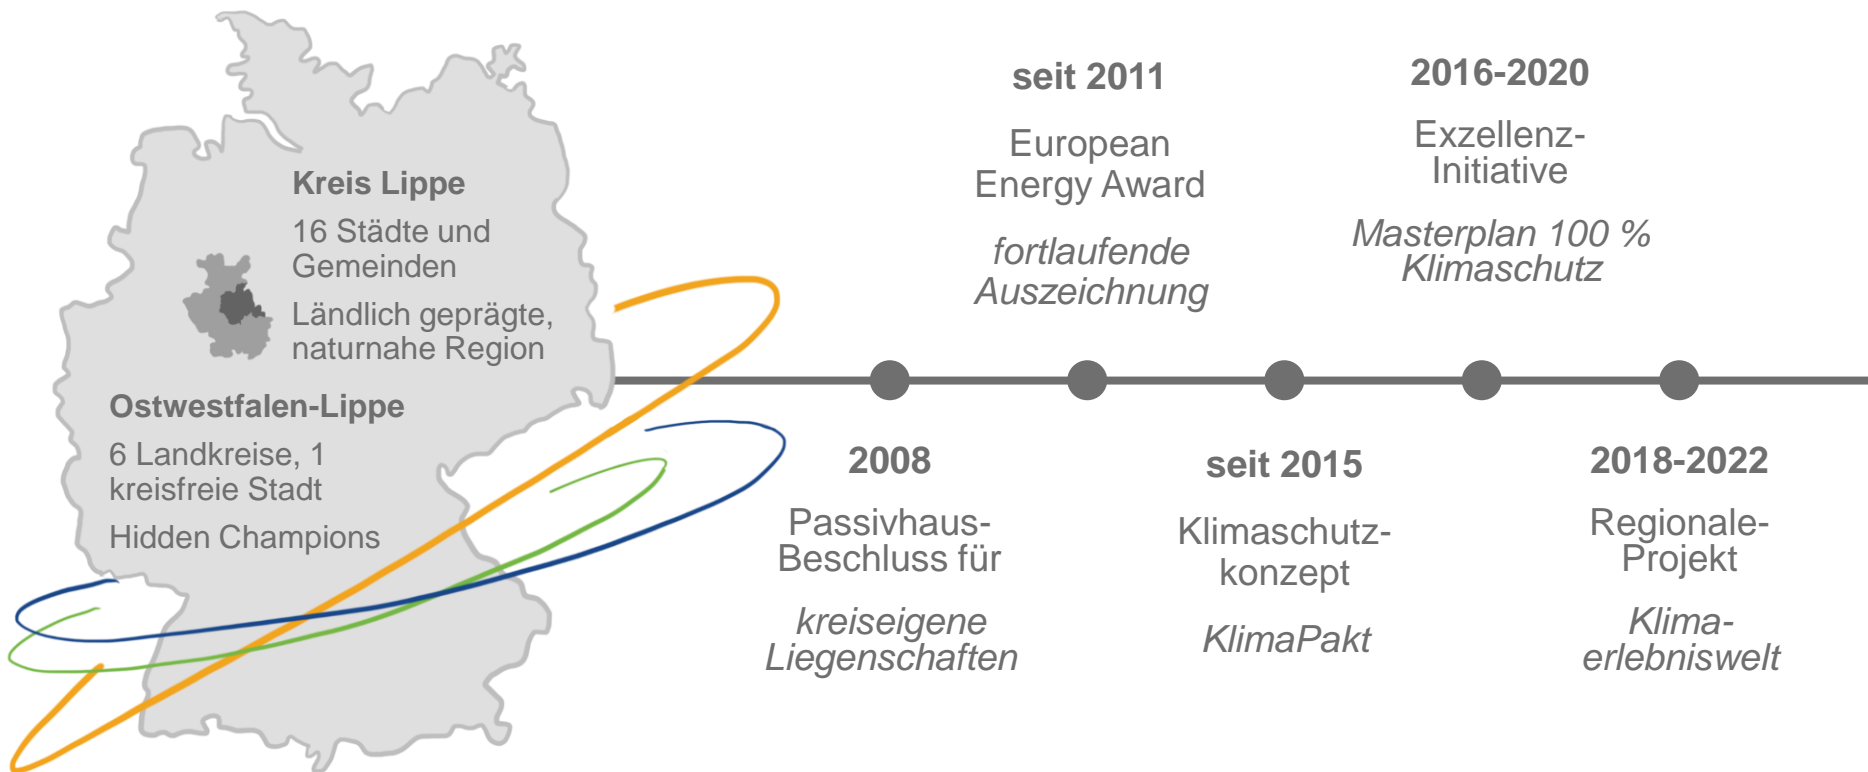 Kreis Lippe
16 Städte und
Gemeinden
Ländlich geprägte,
naturnahe Region
Ostwestfalen-Lippe
6 Landkreise, 1
kreisfreie Stadt
Hidden Champions
2008
Passivhaus-
Beschluss für
kreiseigene
Liegenschaften
seit 2011
European
Energy Award
fortlaufende
Auszeichnung
seit 2015
Klimaschutz-
konzept
KlimaPakt
2016-2020
Exzellenz-
Initiative
Masterplan 100 %
Klimaschutz
2018-2022
Regionale-
Projekt
Klima-
erlebniswelt